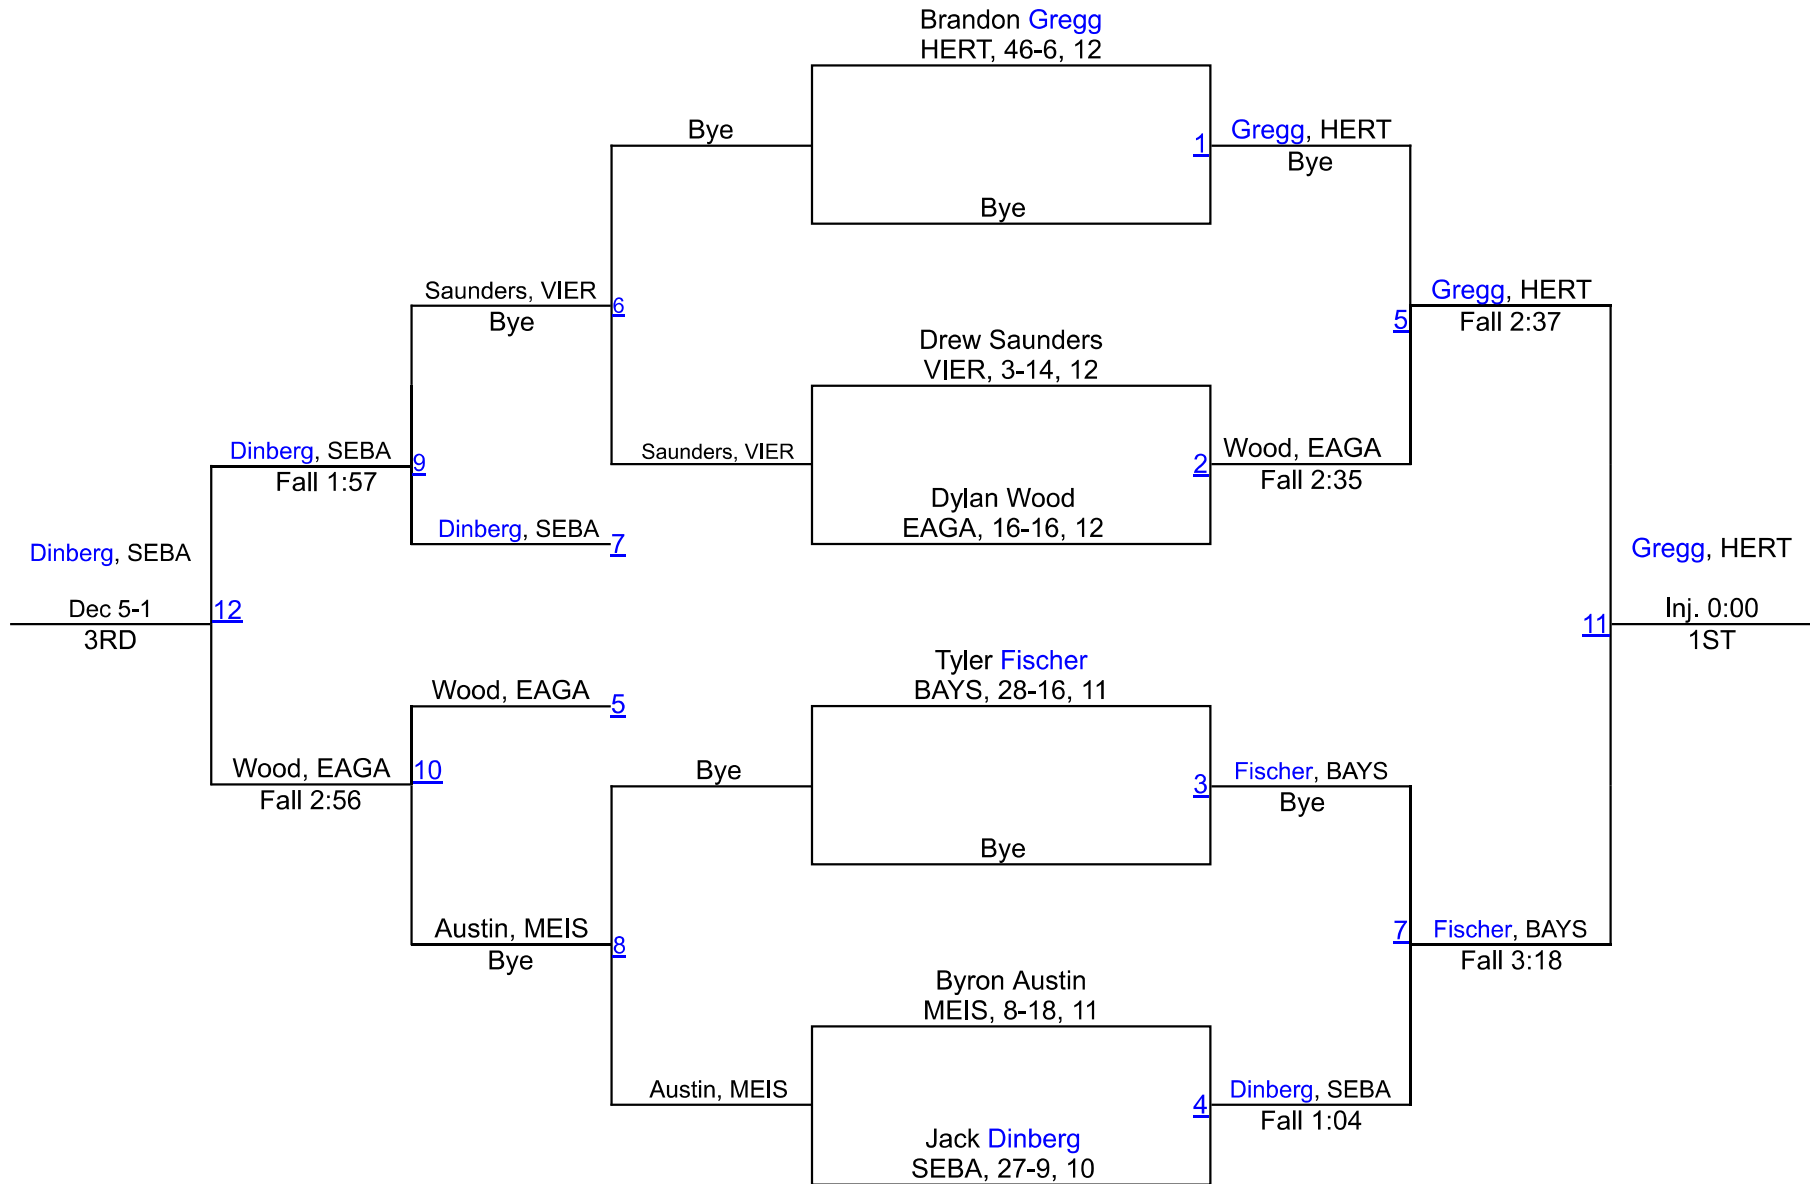 Brandon Gregg
HERT, 46-6, 12
Bye
1
Gregg, HERT
Bye
Bye
Saunders, VIER
Bye
6
Gregg, HERT
Fall 2:37
5
Drew Saunders
VIER, 3-14, 12
Dinberg, SEBA
Fall 1:57
9
Saunders, VIER
2
Wood, EAGA
Fall 2:35
Dylan Wood
EAGA, 16-16, 12
Dinberg, SEBA
7
Dinberg, SEBA
Dec 5-1
3RD
12
Gregg, HERT
Inj. 0:00
1ST
11
Tyler Fischer
BAYS, 28-16, 11
Wood, EAGA
5
Wood, EAGA
Fall 2:56
10
Bye
3
Fischer, BAYS
Bye
Bye
Austin, MEIS
Bye
8
7
Fischer, BAYS
Fall 3:18
Byron Austin
MEIS, 8-18, 11
Austin, MEIS
4
Dinberg, SEBA
Fall 1:04
Jack Dinberg
SEBA, 27-9, 10